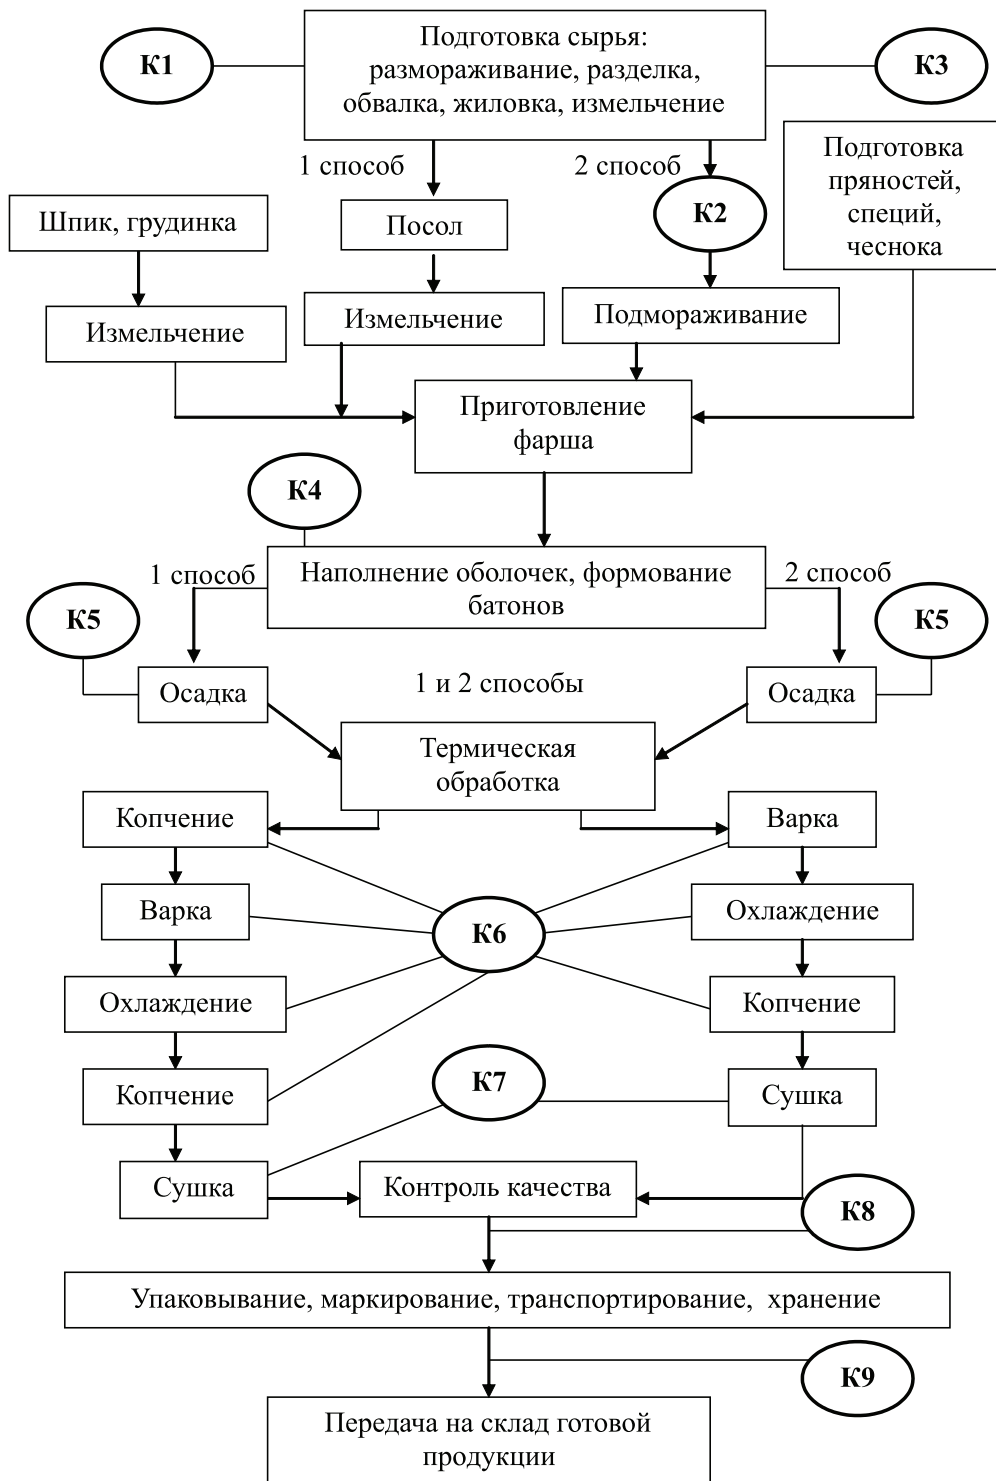 К1
Подготовка сырья:
размораживание, разделка,
обвалка, жиловка, измельчение
К3
1 способ
2 способ
Подготовка
пряностей,
специй,
чеснока
Шпик, грудинка
Посол
К2
Измельчение
Измельчение
Подмораживание
Приготовление
фарша
К4
1 способ
Наполнение оболочек, формование
батонов
2 способ
К5
К5
Осадка
1 и 2 способы
Осадка
Термическая
обработка
Копчение
Варка
Варка
К6
Охлаждение
Охлаждение
Копчение
Копчение
К7
Сушка
Сушка
Контроль качества
К8
Упаковывание, маркирование, транспортирование, хранение
К9
Передача на склад готовой
продукции